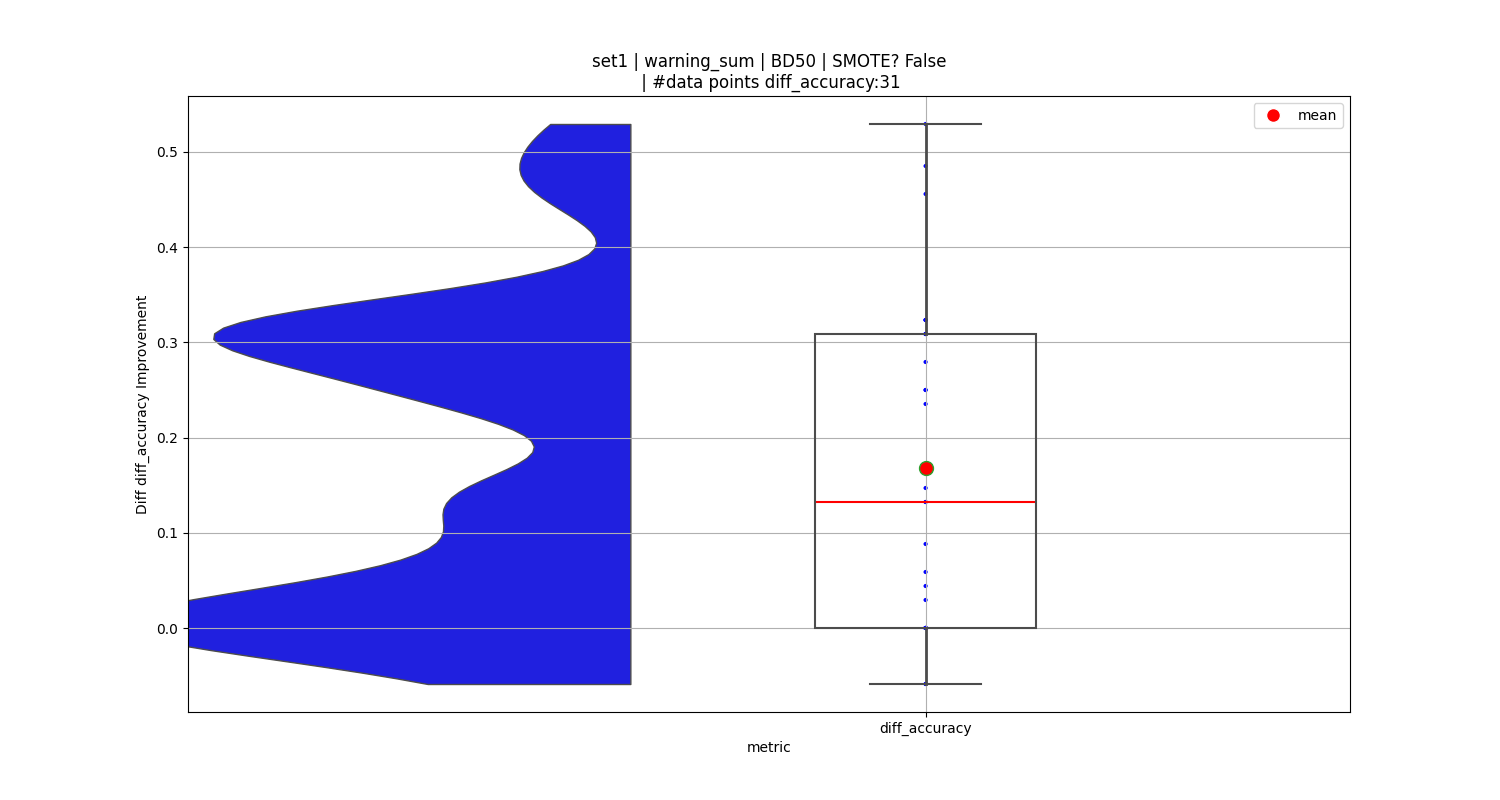 set1 | warning_sum | BD50 | SMOTE? False
| #data points diff_accuracy:31
mean
0.5
0.4
0.3
0.2
0.1
0.0
Diff diff_accuracy Improvement
diff_accuracy
metric